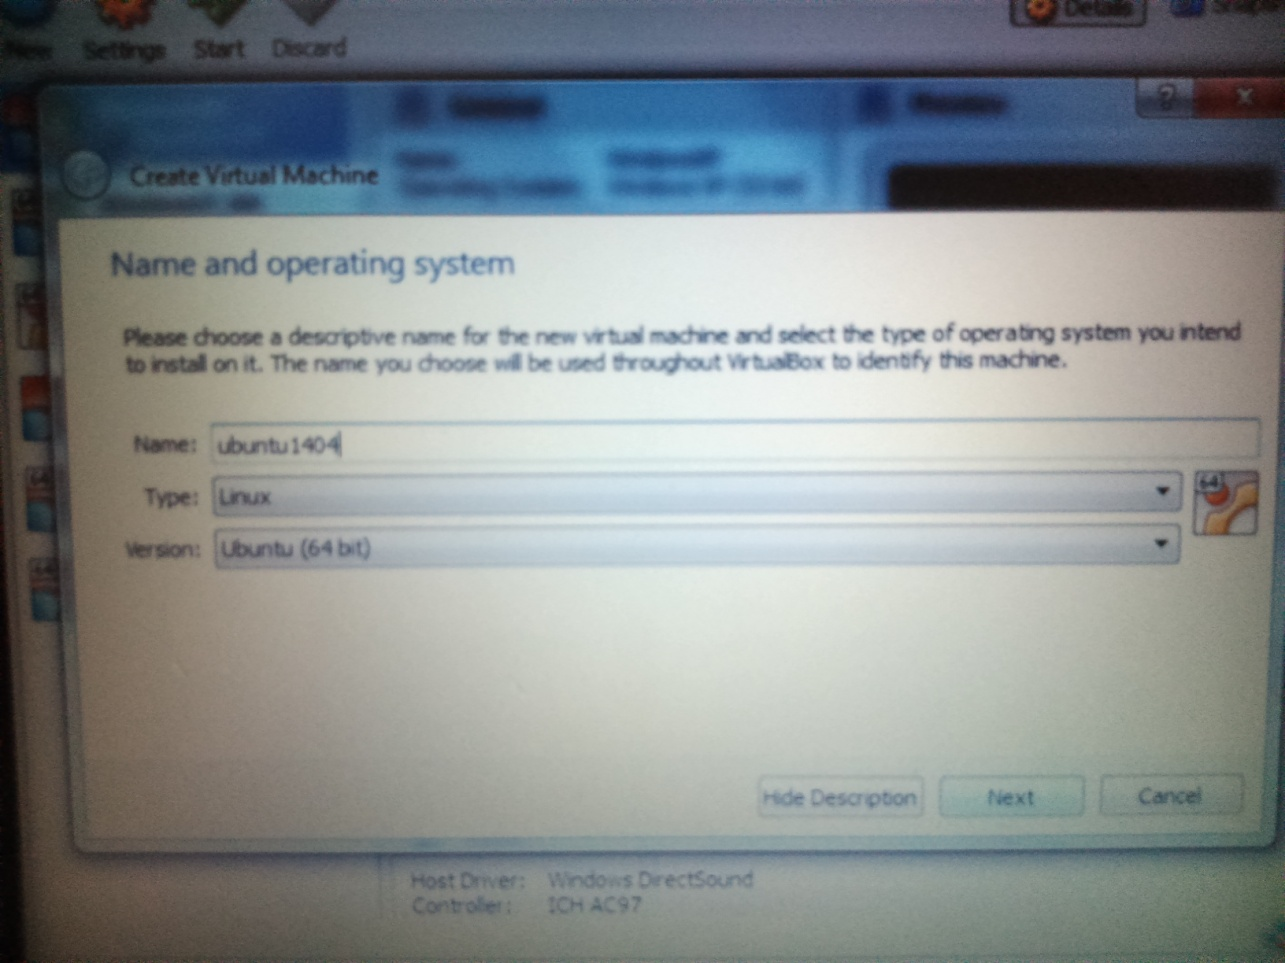 New Settings Start Discard
Details
Create Virtual Machine
Name and operating system
Please choose a descriptive name for the new virtual machine and select the type of operating system you intend
to install on it. The name you choose will be used throughout VirtualBox to identify this machine.
Name: ubuntu1404
Type: Linux
64
Version: Ubuntu (64 bit)
Hide Description Next Cancel
Host Driver: Windows DirectSound
Controller: ICH AC97